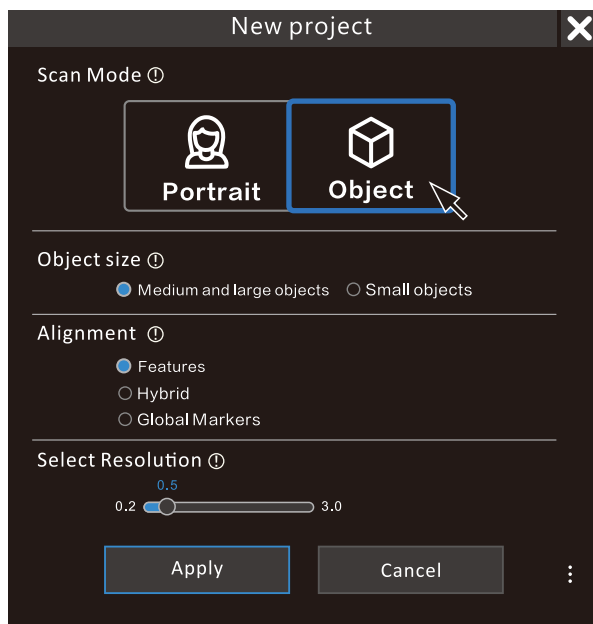 New project
Scan Mode
Portrait Object
Object size
Medium and large objects Small objects
Alignment
Features
Hybrid
Global Markers
Select Resolution
0.5
0.2 3.0
Apply Cancel